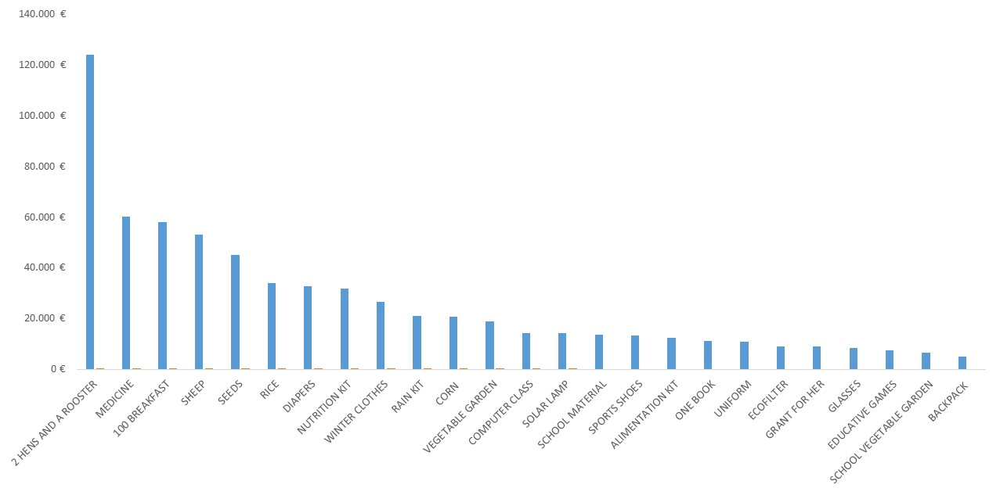 140.000 €
120.000 €
100.000 €
80.000 €
60.000 €
40.000 €
20.000 €
0 €
2 HENS AND A ROOSTER
MEDICINE
100 BREAKFAST
SHEEP
SEEDS
RICE
DIAPERS
NUTRITION KIT
WINTER CLOTHES
RAIN KIT
CORN
VEGETABLE GARDEN
COMPUTER CLASS
SOLAR LAMP
SCHOOL MATERIAL
SPORTS SHOES
ALIMENTATION KIT
ONE BOOK
UNIFORM
ECOFILTER
GRANT FOR HER
GLASSES
EDUCATIVE GAMES
SCHOOL VEGETABLE GARDEN
BACKPACK